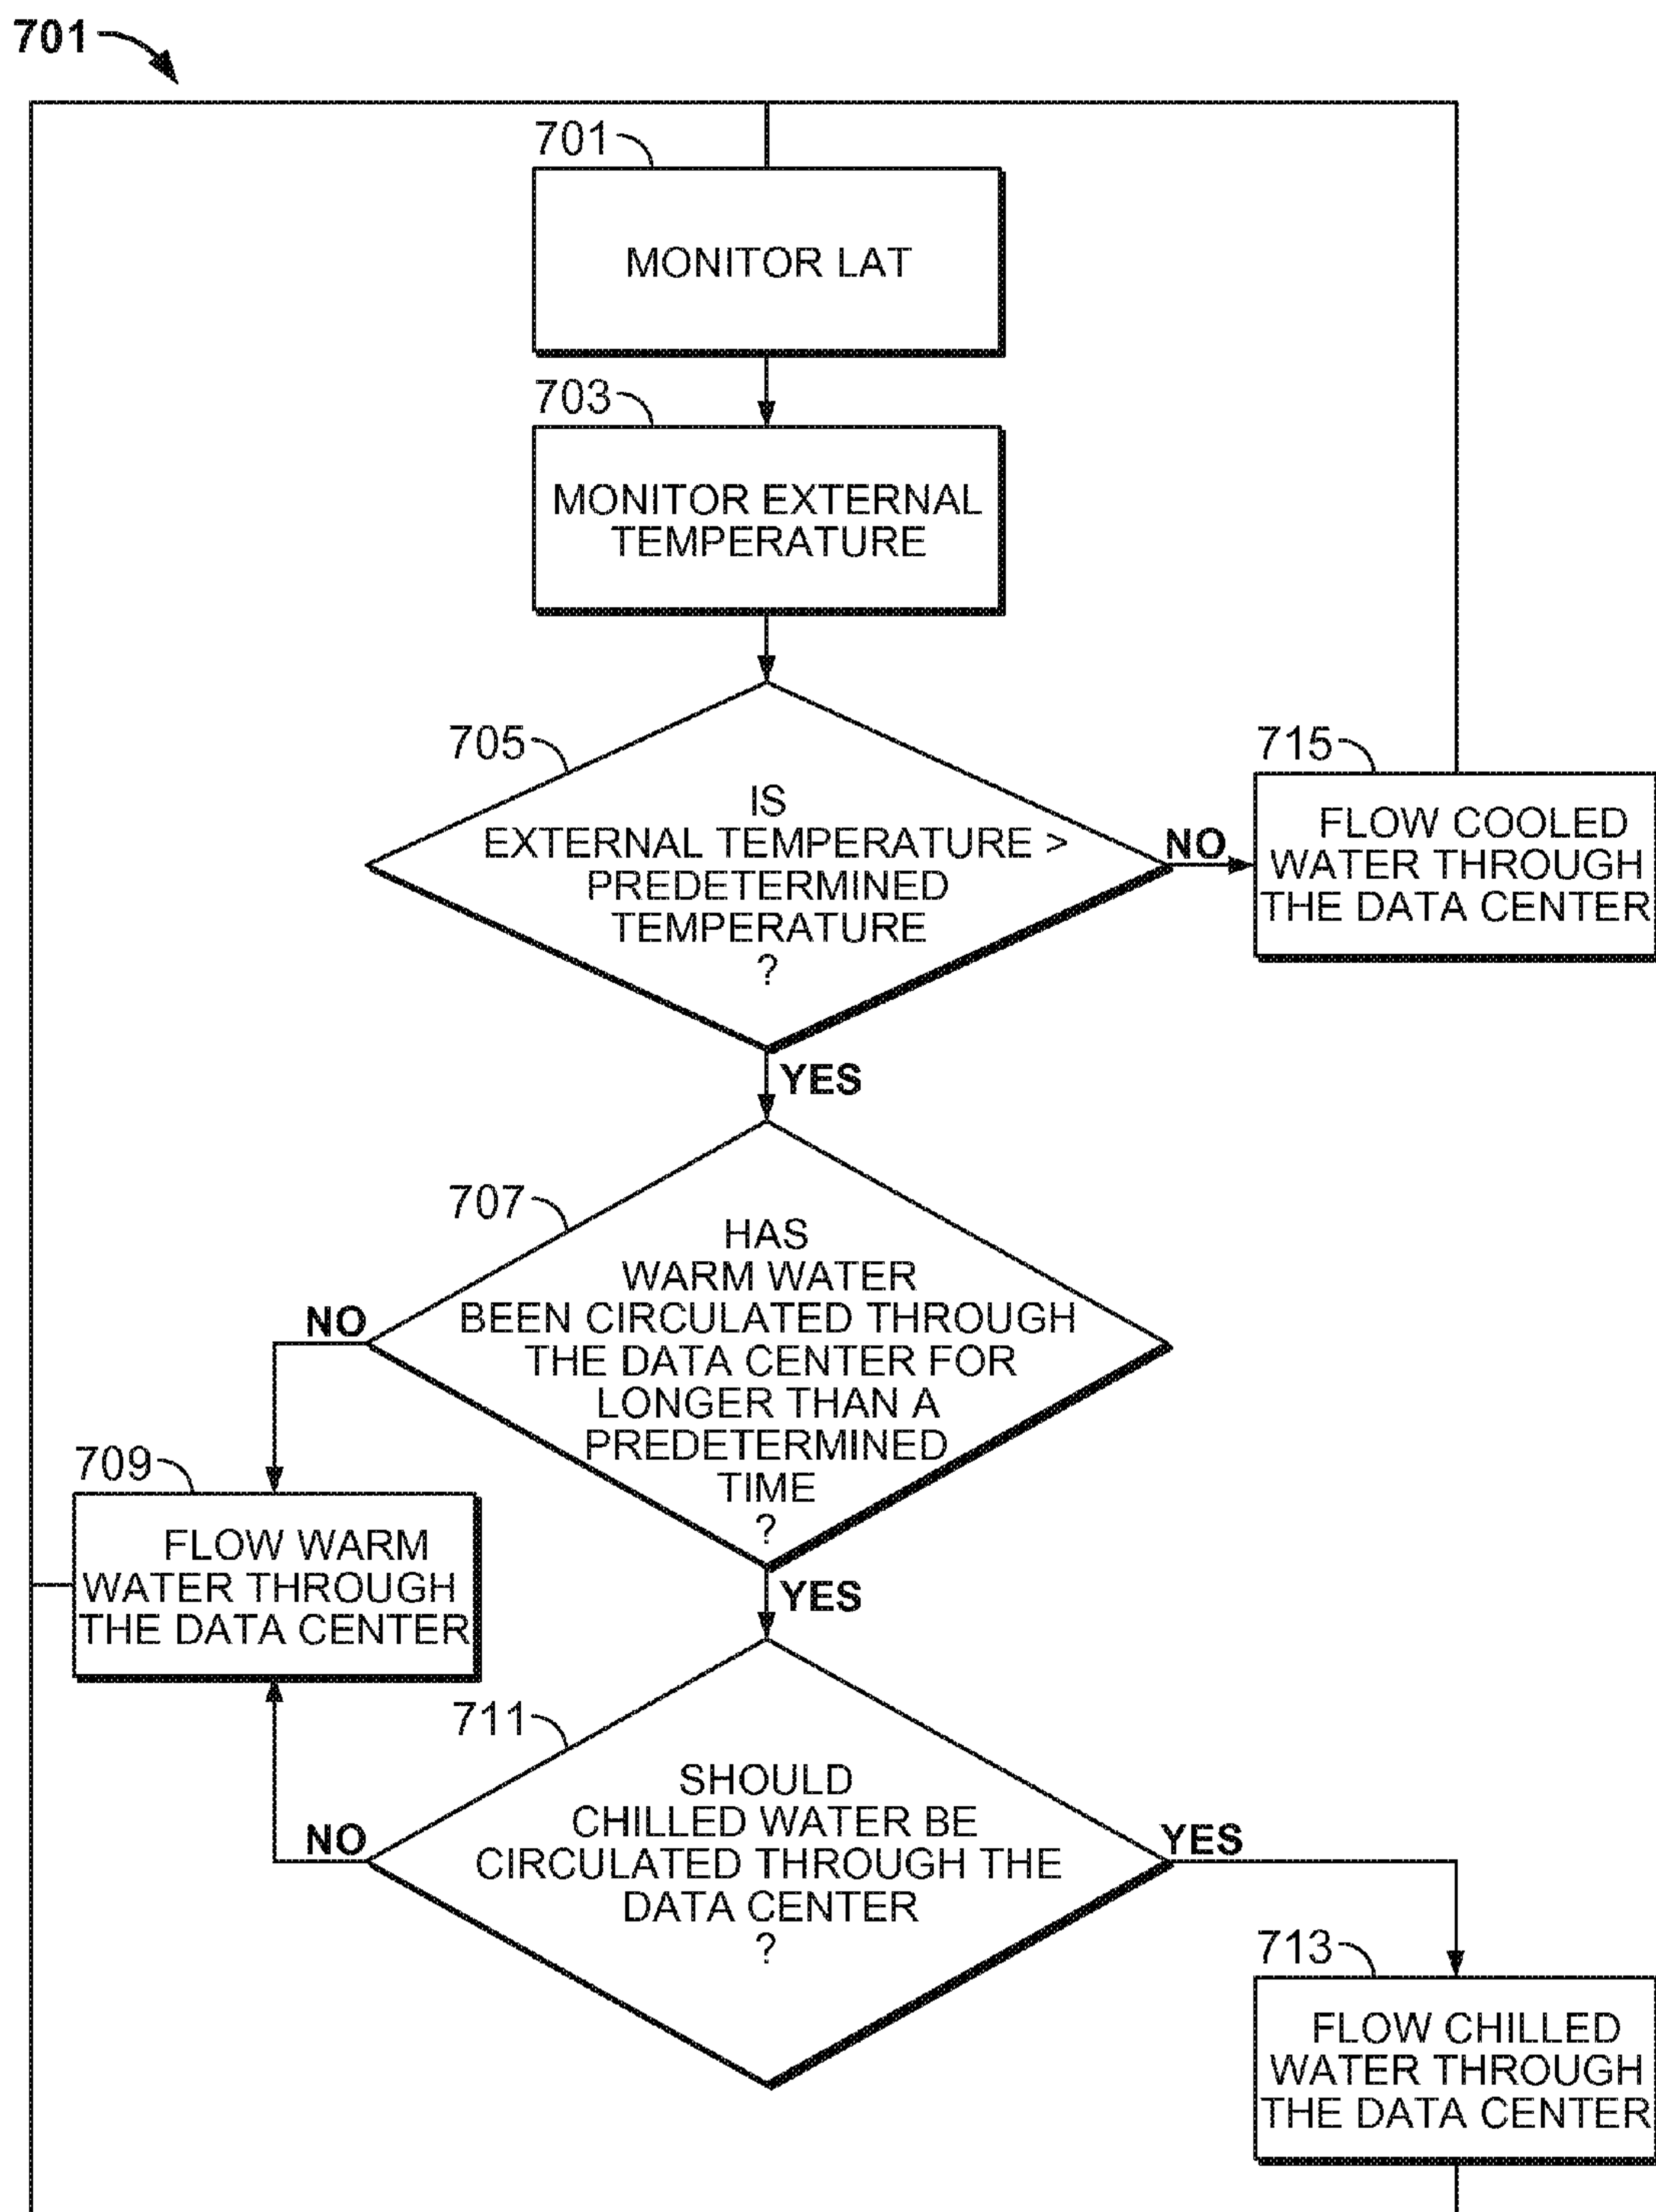 701
701
MONITOR LAT
703
MONITOR EXTERNAL
TEMPERATURE
705
IS
EXTERNAL TEMPERATURE >
PREDETERMINED
TEMPERATURE
?
NO
715
FLOW COOLED
WATER THROUGH
THE DATA CENTER
YES
707
HAS
WARM WATER
BEEN CIRCULATED THROUGH
THE DATA CENTER FOR
LONGER THAN A
PREDETERMINED
TIME
?
NO
709
FLOW WARM
WATER THROUGH
THE DATA CENTER
YES
711
SHOULD
CHILLED WATER BE
CIRCULATED THROUGH THE
DATA CENTER
?
NO
YES
713
FLOW CHILLED
WATER THROUGH
THE DATA CENTER